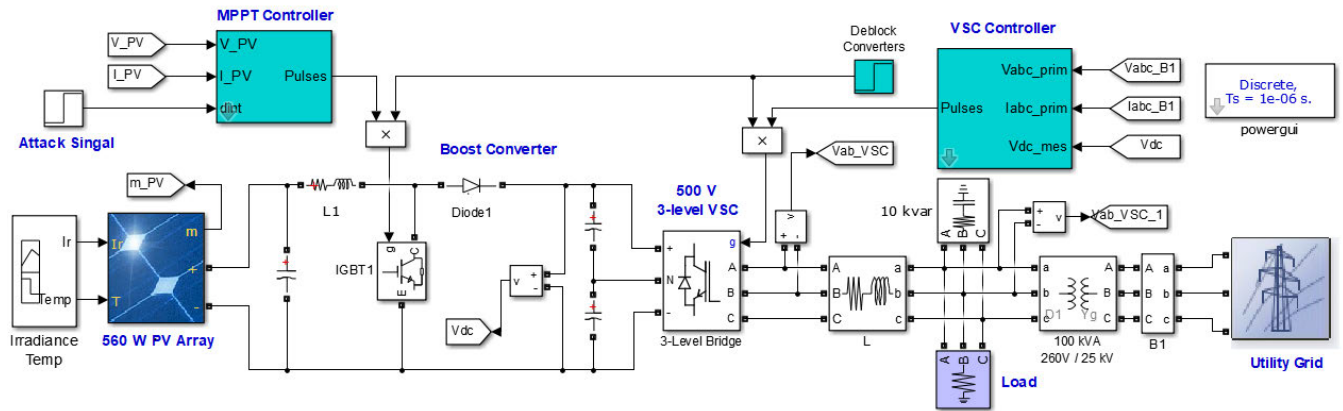 MPPT Controller
V_PV
I_PV
V_PV
I_PV
dint
Pulses
Attack Singal
×
Deblock
Converters
VSC Controller
Vabc_prim
Iabc_prim
Vdc_mes
Pulses
Vabc_B1
Iabc_B1
Vdc
Discrete,
Ts = 1e-06 s.
powergui
×
Vab_VSC
Boost Converter
m_PV
L1
Diode1
500 V
3-level VSC
v
+
-
10 kvar
A
B
C
+
-
v
Vab_VSC_1
Ir
Temp
Irradiance
Temp
Ir
T
m
+
-
560 W PV Array
+
IGBT1
g
C
E
Vdc
v
+
-
+
+
+
N
-
g
A
B
C
3-Level Bridge
A
B
C
a
b
c
L
A
B
C
Load
a
b
c
D1
Yg
A
B
C
100 kVA
260V / 25 kV
A
B
C
a
b
c
B1
Utility Grid